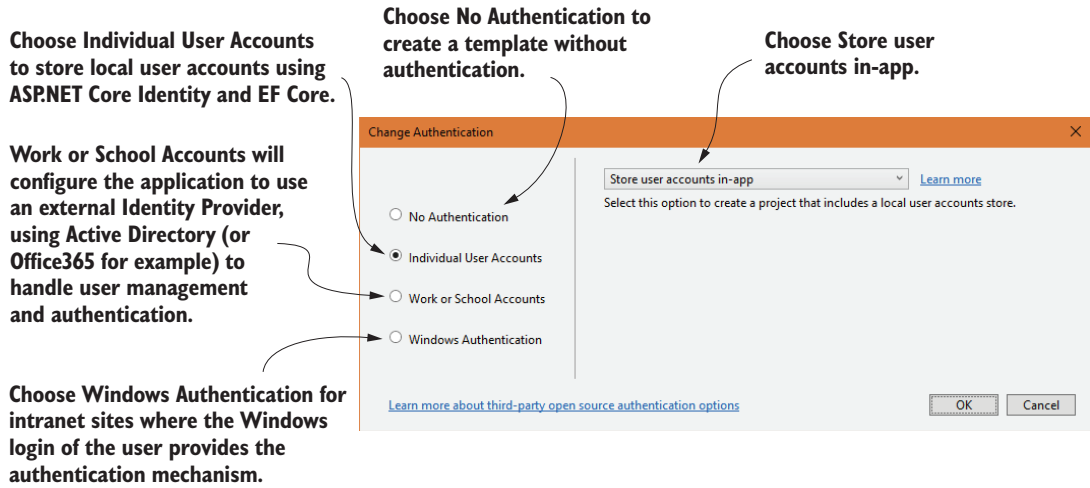 Choose Individual User Accounts
to store local user accounts using
ASP.NET Core Identity and EF Core.
Choose No Authentication to
create a template without
authentication.
Choose Store user
accounts in-app.
Work or School Accounts will
configure the application to use
an external Identity Provider,
using Active Directory (or
Office365 for example) to
handle user management
and authentication.
Choose Windows Authentication for
intranet sites where the Windows
login of the user provides the
authentication mechanism.
Change Authentication
No Authentication
Individual User Accounts
Work or School Accounts
Windows Authentication
Store user accounts in-app
Learn more
Select this option to create a project that includes a local user accounts store.
Learn more about third-party open source authentication options
OK
Cancel